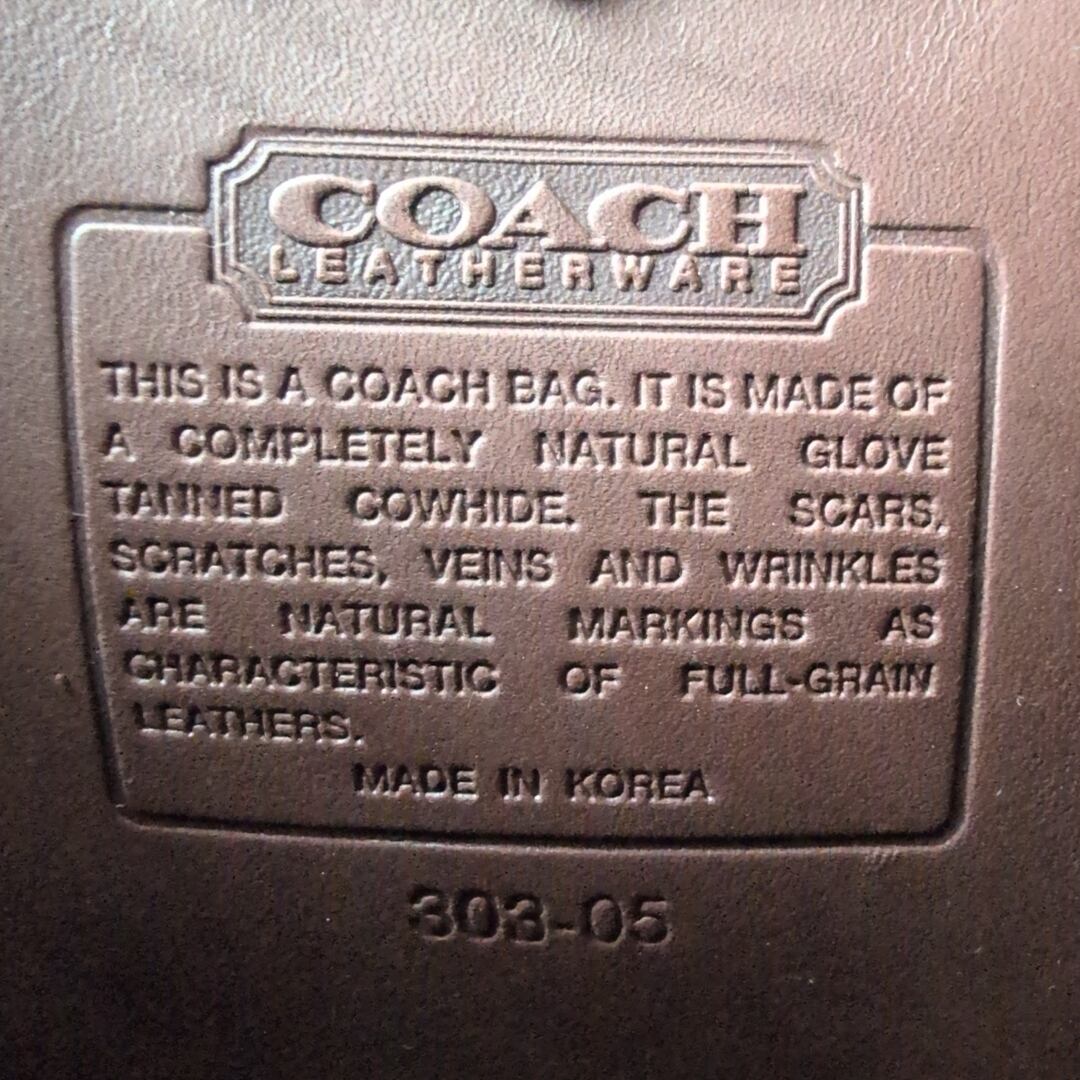 COACH
LEATHERWARE
THIS IS A COACH BAG. IT IS MADE OF
A COMPLETELY NATURAL GLOVE
TANNED COWHIDE. THE SCARS,
SCRATCHES, VEINS AND WRINKLES
ARE NATURAL MARKINGS AS
CHARACTERISTIC OF FULL-GRAIN
LEATHERS.
MADE IN KOREA
303-05